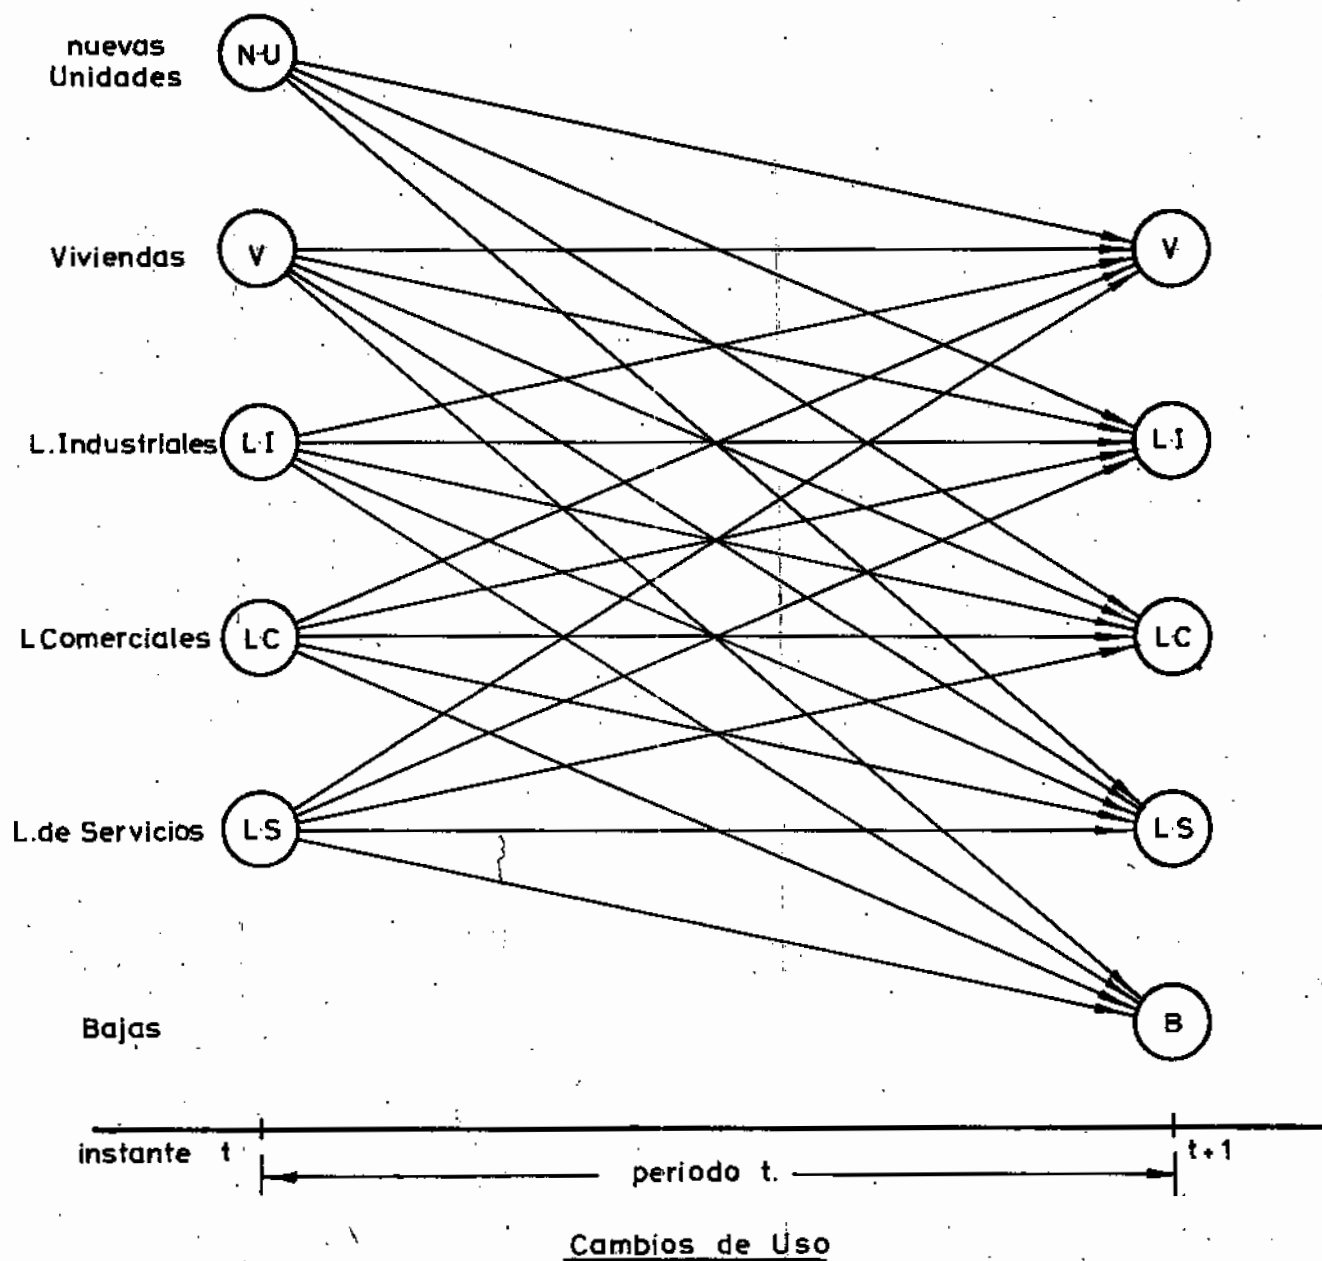 nuevas
Unidades
N-U
Viviendas
V
V
L.Industriales
L·I
L·I
L Comerciales
L·C
L·C
L.de Servicios
L·S
L·S
Bajas
B
instante t
t+1
periodo t.
Cambios de Uso